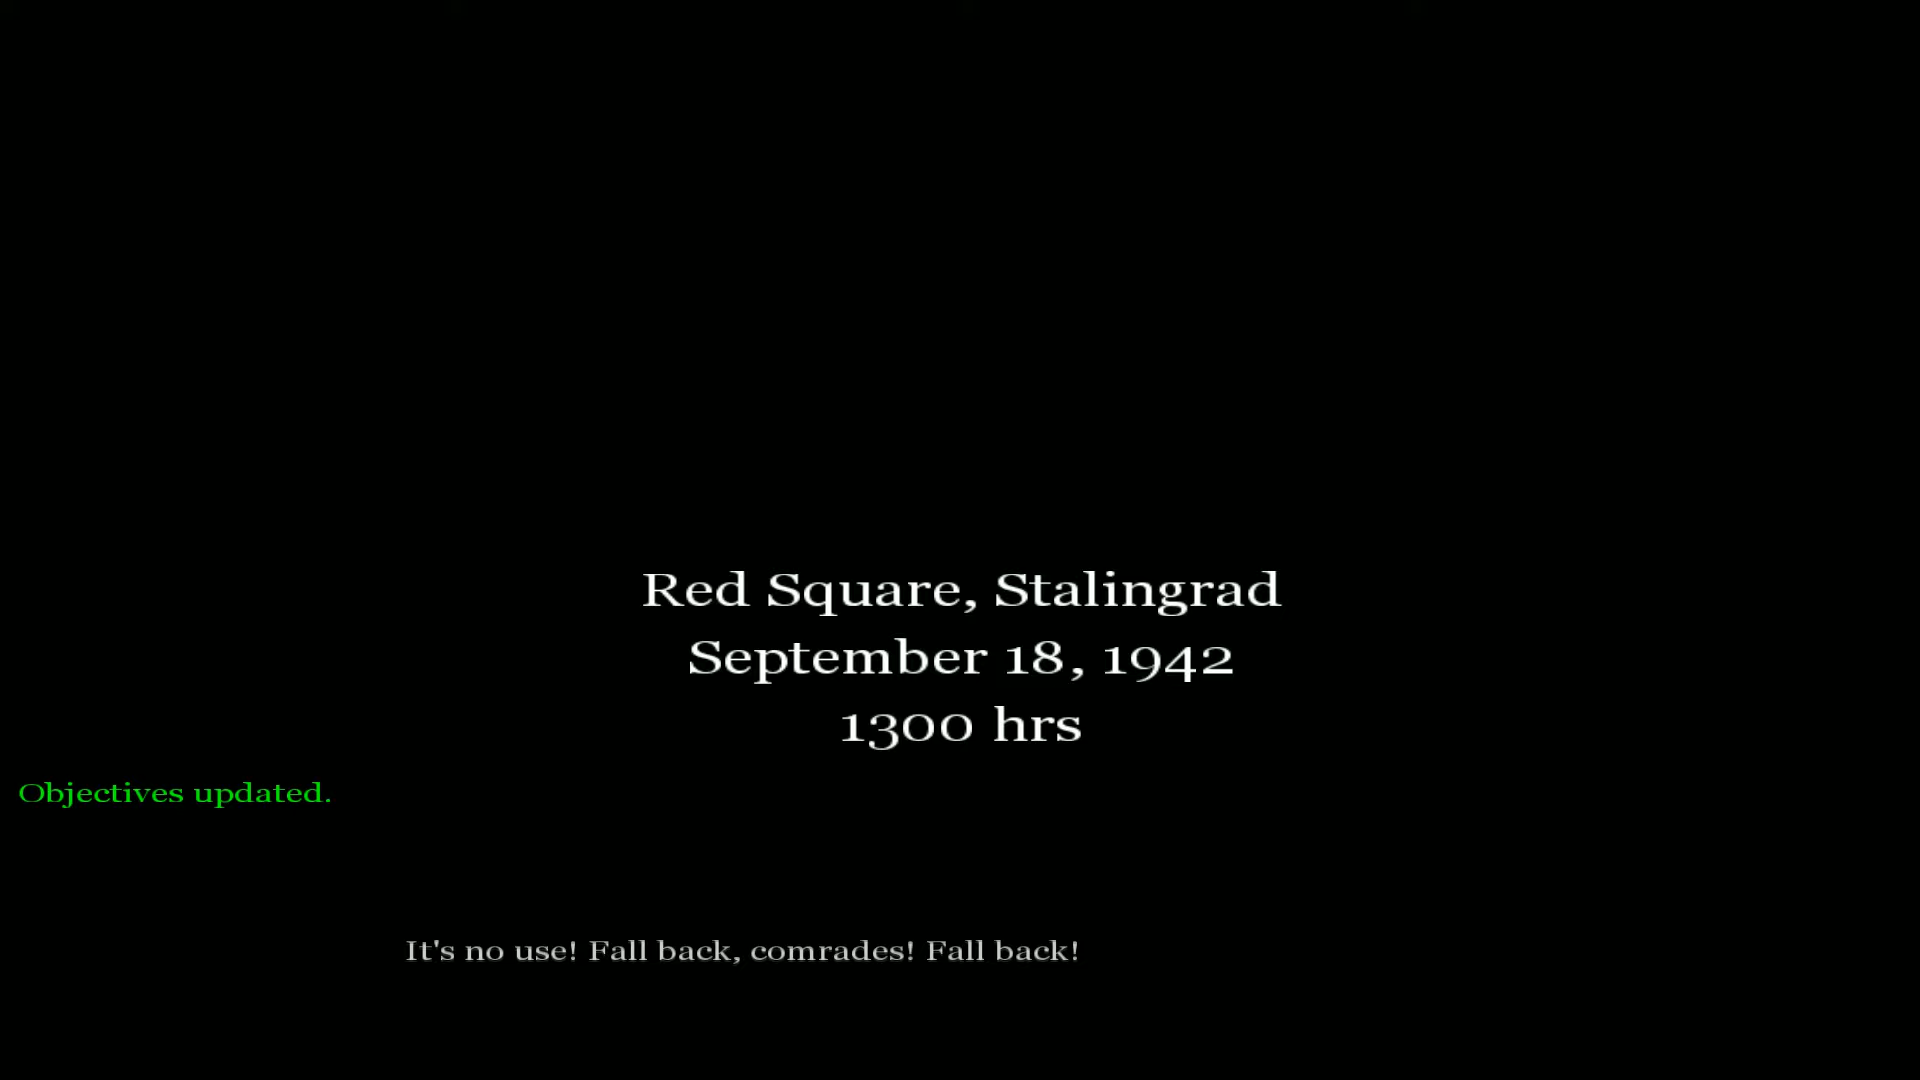 Red Square, Stalingrad
September 18, 1942
1300 hrs
Objectives updated.
It's no use! Fall back, comrades! Fall back!